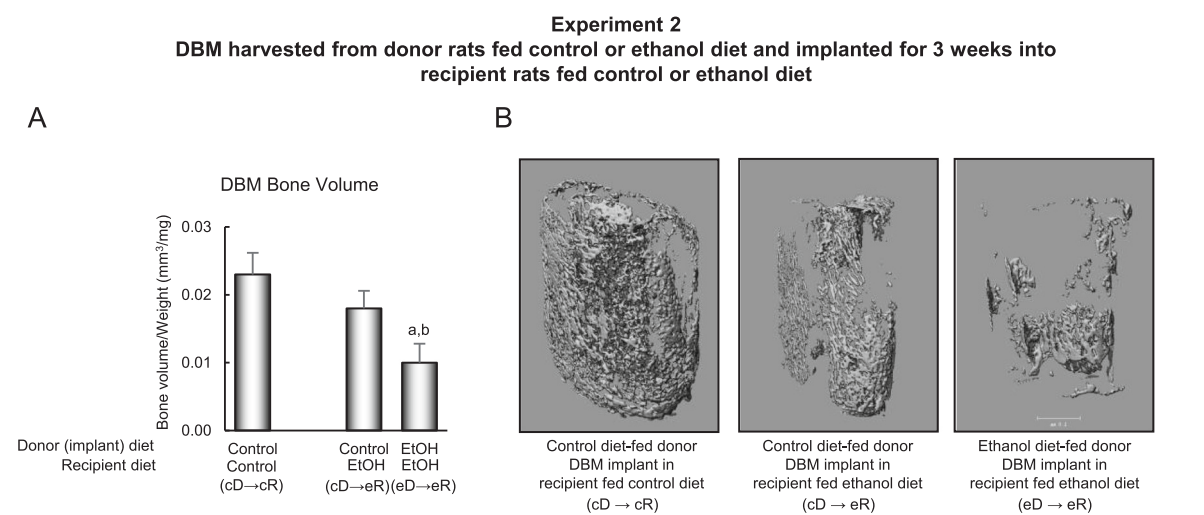 Experiment 2
DBM harvested from donor rats fed control or ethanol diet and implanted for 3 weeks into
recipient rats fed control or ethanol diet
A
B
DBM Bone Volume
Bone volume/Weight (mm³/mg)
0.03
0.02
0.01
0.00
a,b
Donor (implant) diet
Recipient diet
Control
Control
(cD→cR)
Control
EtOH
(cD→eR)
EtOH
EtOH
(eD→eR)
Control diet-fed donor
DBM implant in
recipient fed control diet
(cD → cR)
Control diet-fed donor
DBM implant in
recipient fed ethanol diet
(cD → eR)
Ethanol diet-fed donor
DBM implant in
recipient fed ethanol diet
(eD → eR)